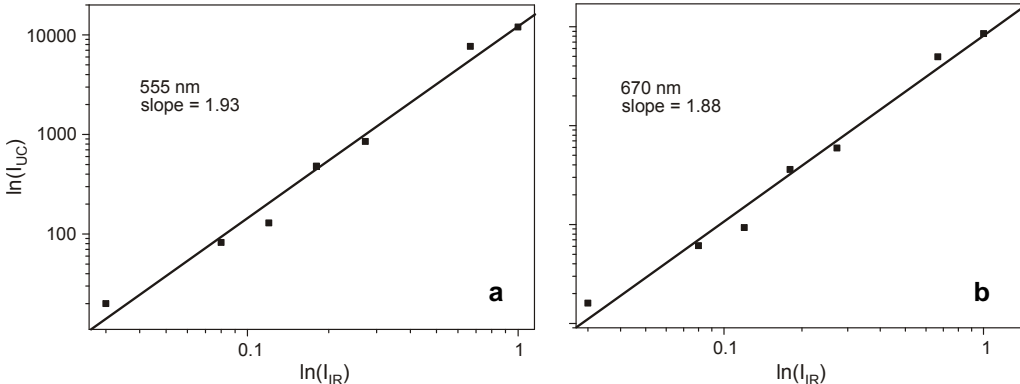 10000
1000
100
ln(I_UC)
555 nm
slope = 1.93
a
0.1
1
ln(I_IR)
670 nm
slope = 1.88
b
0.1
1
ln(I_IR)